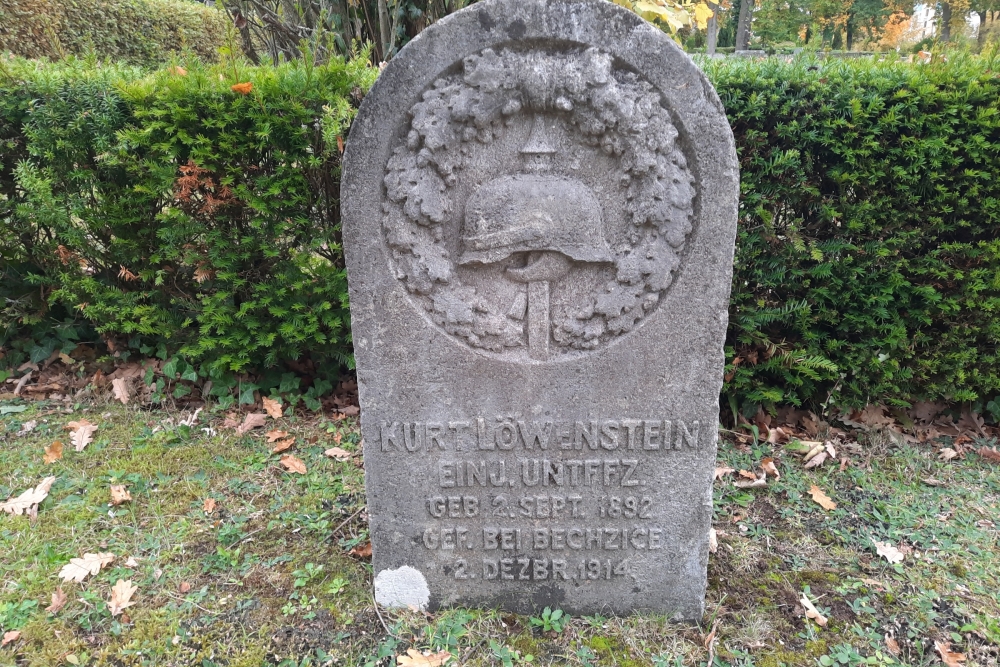 KURT LÖWENSTEIN
EINJ. UNTFFZ.
GEB 2. SEPT. 1892
GEF. BEI BECHZICE
2. DEZBR. 1914.